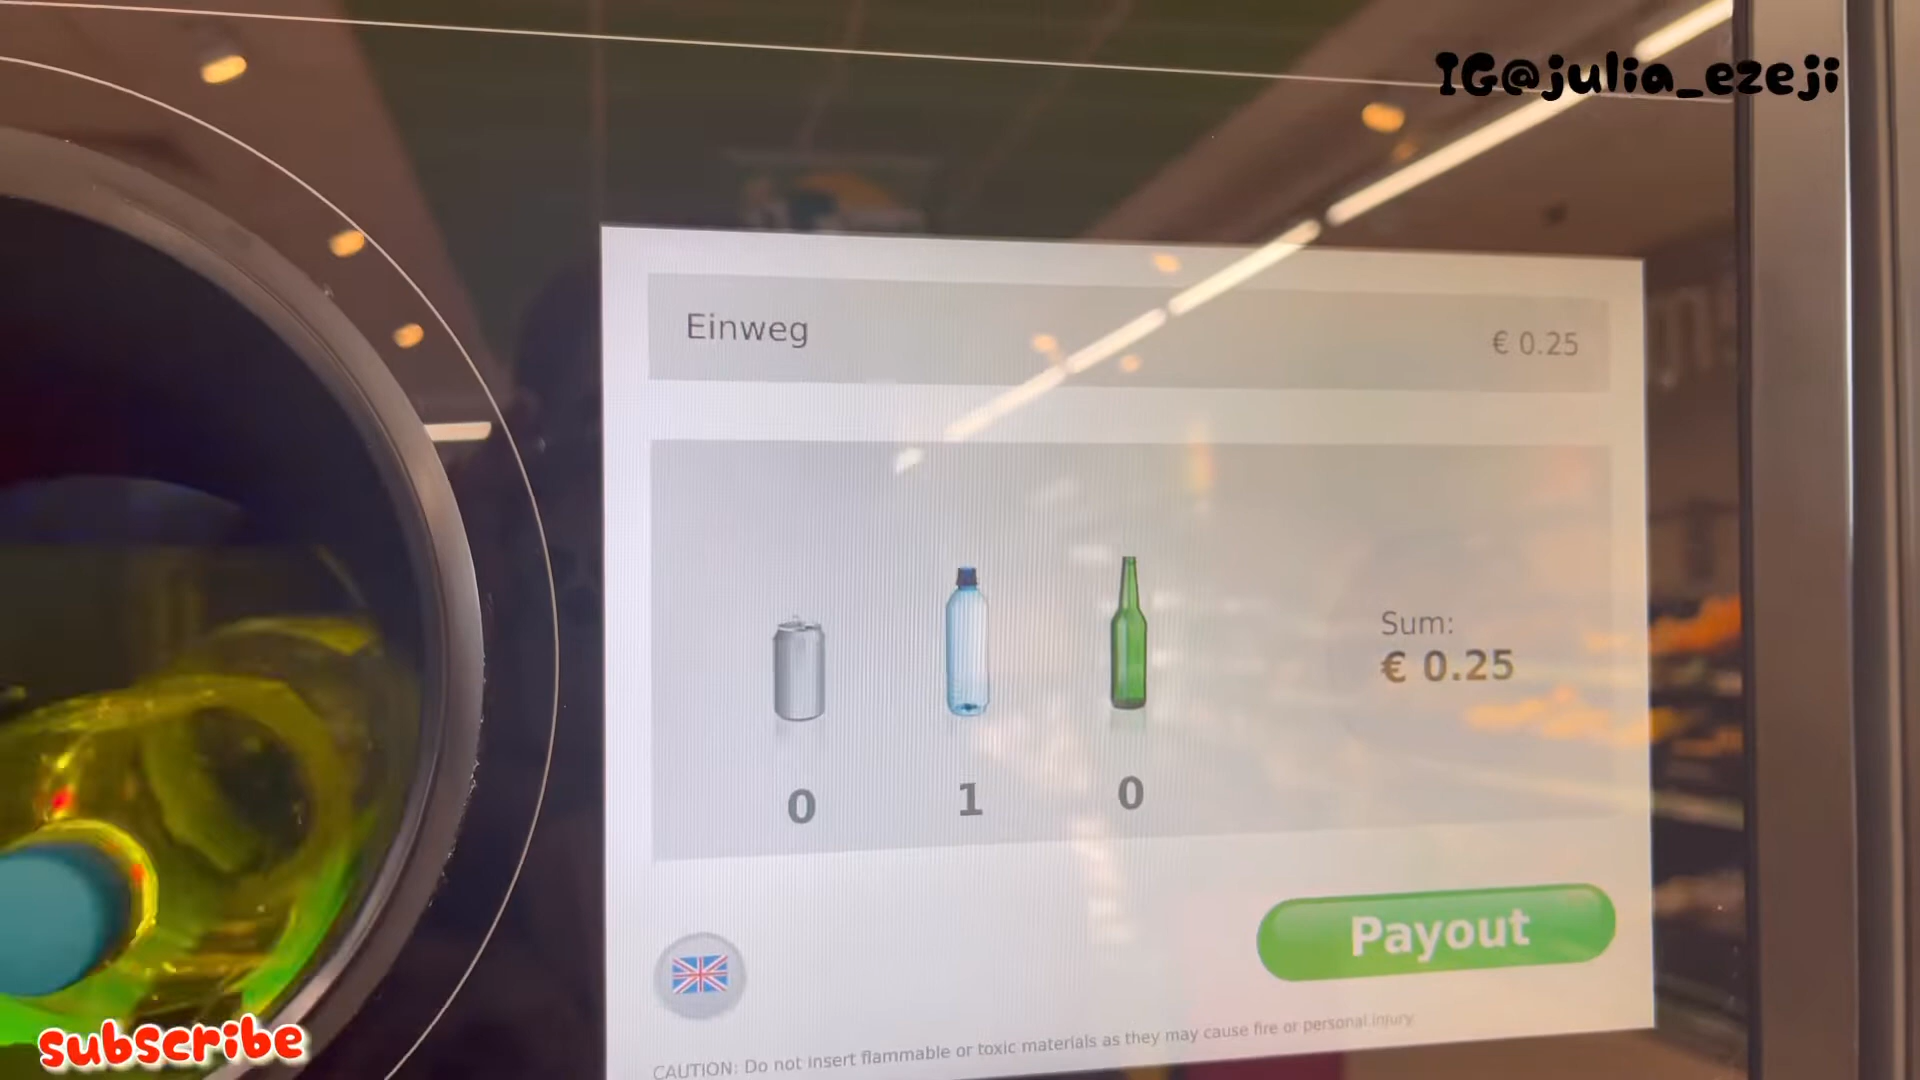 IG@julia_ezeji
Einweg
€ 0.25
Sum:
€ 0.25
0
1
0
Payout
CAUTION: Do not insert flammable or toxic materials as they may cause fire or personal injury
subscribe